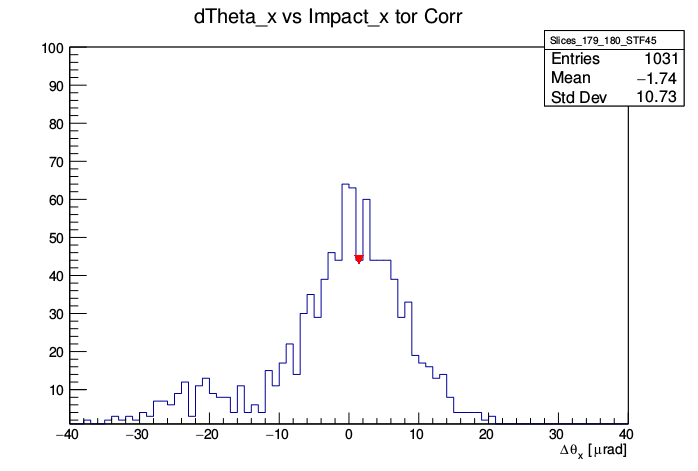 dTheta_x vs Impact_x tor Corr
Slices_179_180_STF45
Entries 1031
Mean −1.74
Std Dev 10.73
100
90
80
70
60
50
40
30
20
10
−40 −30 −20 −10 0 10 20 30 40
Δθx [μrad]